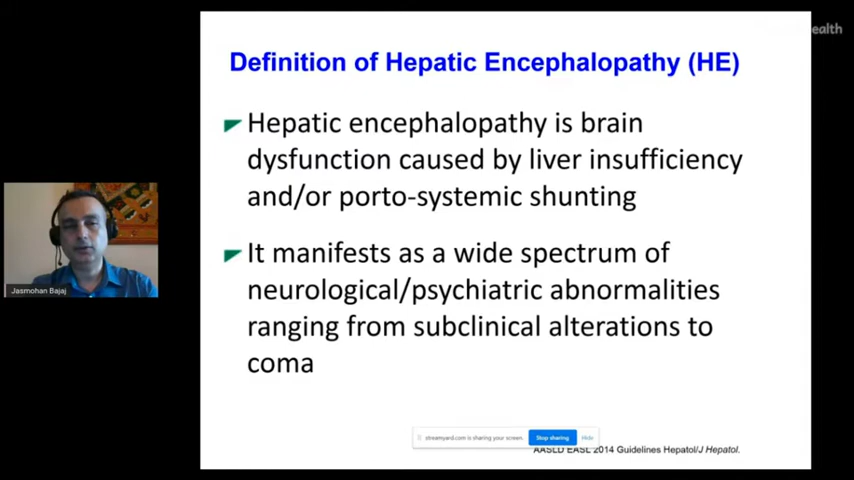 Definition of Hepatic Encephalopathy (HE)
Hepatic encephalopathy is brain
dysfunction caused by liver insufficiency
and/or porto-systemic shunting
It manifests as a wide spectrum of
neurological/psychiatric abnormalities
ranging from subclinical alterations to
coma
Jasmohan Bajaj
streamyard.com is sharing your screen.
Stop sharing
Hide
AASLD EASL 2014 Guidelines Hepatol/J Hepatol.